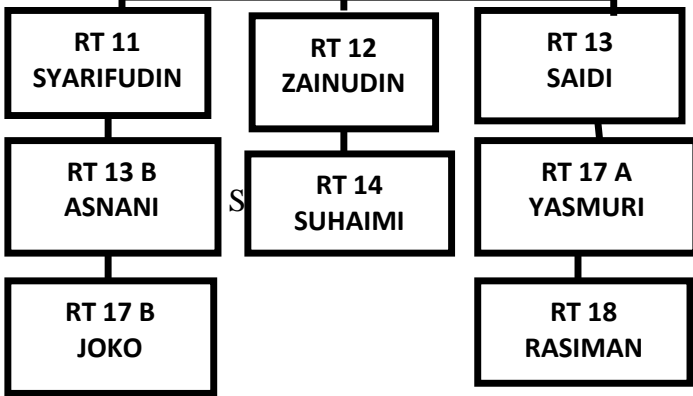 RT 11
SYARIFUDIN
RT 12
ZAINUDIN
RT 13
SAIDI
RT 13 B
ASNANI
S
RT 14
SUHAIMI
RT 17 A
YASMURI
RT 17 B
JOKO
RT 18
RASIMAN